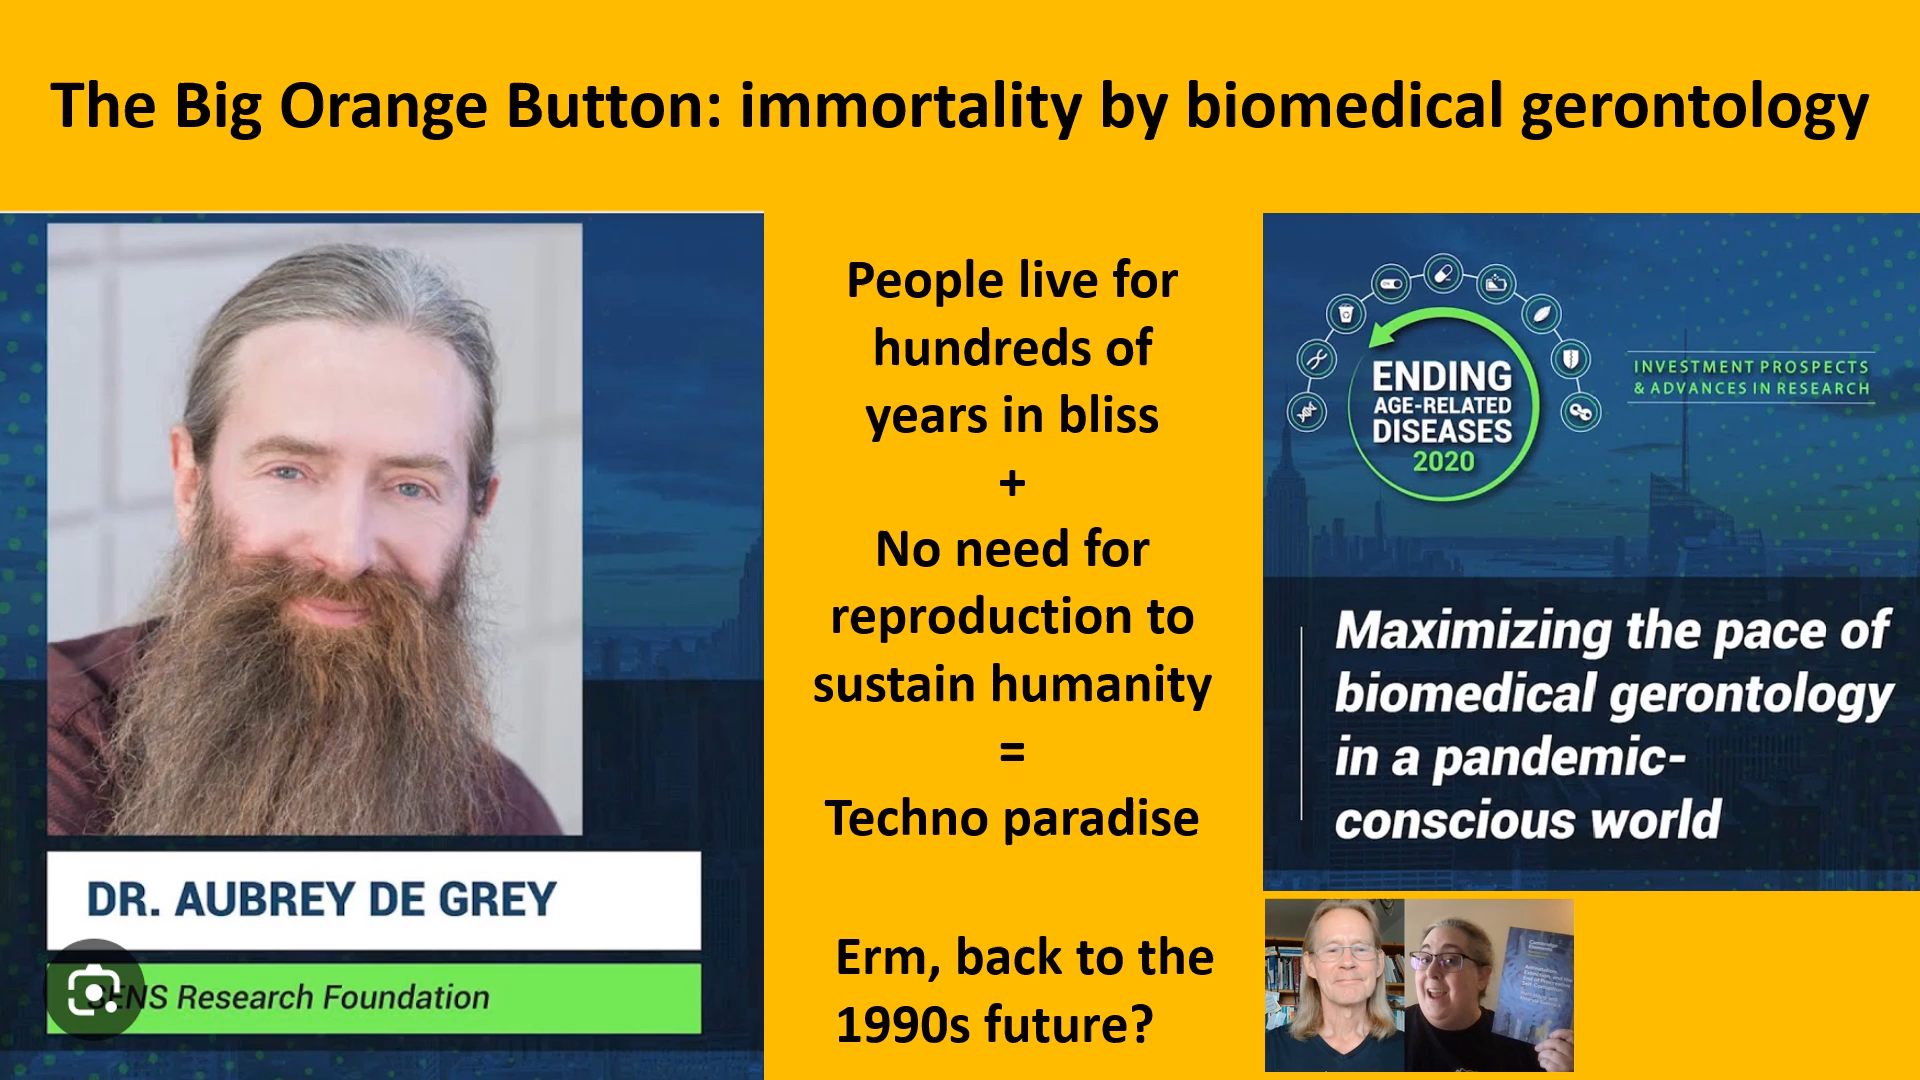 The Big Orange Button: immortality by biomedical gerontology
DR. AUBREY DE GREY
SENS Research Foundation
People live for
hundreds of
years in bliss
+
No need for
reproduction to
sustain humanity
=
Techno paradise
Erm, back to the
1990s future?
ENDING
AGE-RELATED
DISEASES
2020
INVESTMENT PROSPECTS
& ADVANCES IN RESEARCH
Maximizing the pace of
biomedical gerontology
in a pandemic-
conscious world